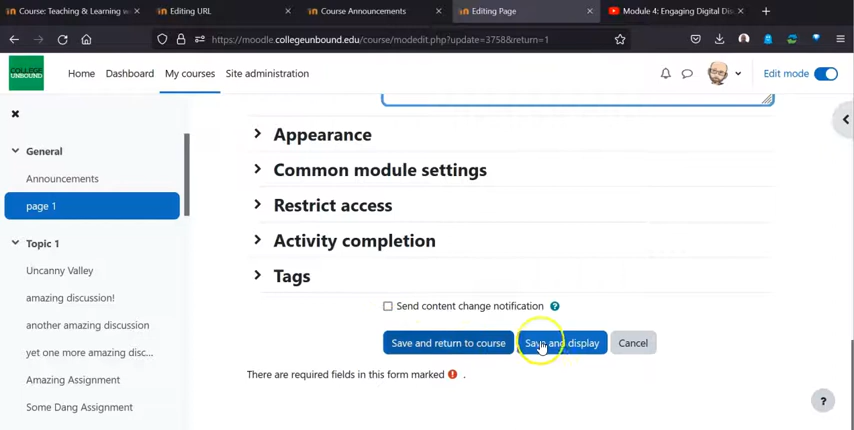 Course: Teaching & Learning w
Editing URL
Course Announcements
Editing Page
Module 4: Engaging Digital Dis
https://moodle.collegeunbound.edu/course/modedit.php?update=3758&return=1
COLLEGE
UNBOUND
Home
Dashboard
My courses
Site administration
Edit mode
General
Announcements
page 1
Topic 1
Uncanny Valley
amazing discussion!
another amazing discussion
yet one more amazing disc...
Amazing Assignment
Some Dang Assignment
Appearance
Common module settings
Restrict access
Activity completion
Tags
Send content change notification ?
Save and return to course
Save and display
Cancel
There are required fields in this form marked ! .
?